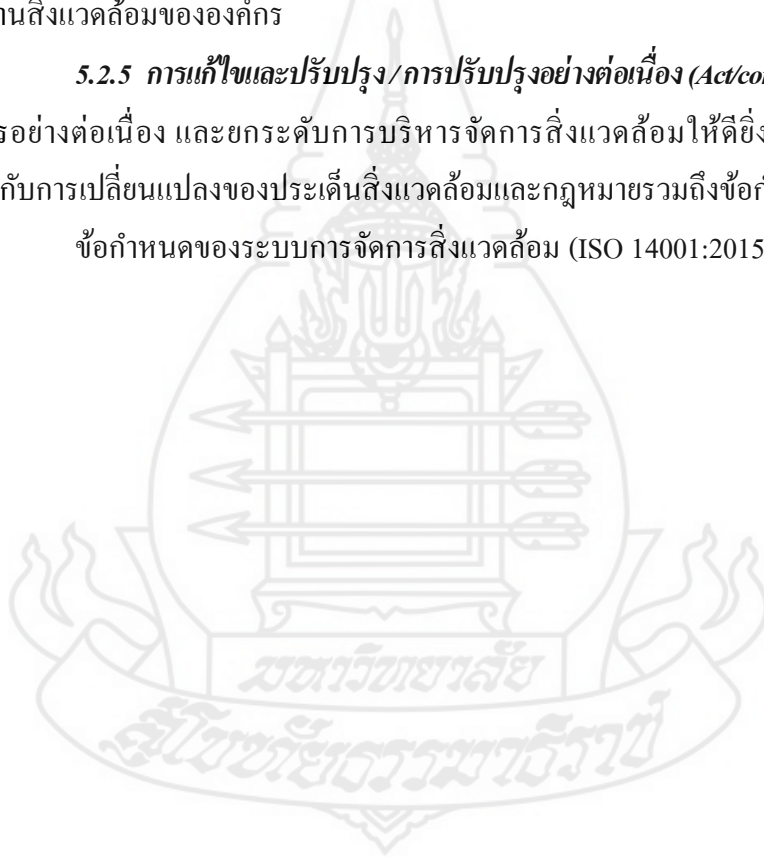 านสิ่งแวดล้อมขององค์กร
5.2.5 การแก้ไขและปรับปรุง/การปรับปรุงอย่างต่อเนื่อง (Act/con
รอย่างต่อเนื่อง และยกระดับการบริหารจัดการสิ่งแวดล้อมให้ดียิ่ง
กับการเปลี่ยนแปลงของประเด็นสิ่งแวดล้อมและกฎหมายรวมถึงข้อกำ
ข้อกำหนดของระบบการจัดการสิ่งแวดล้อม (ISO 14001:2015
มหาวิทยาลัย
สุโขทัยธรรมาธิราช